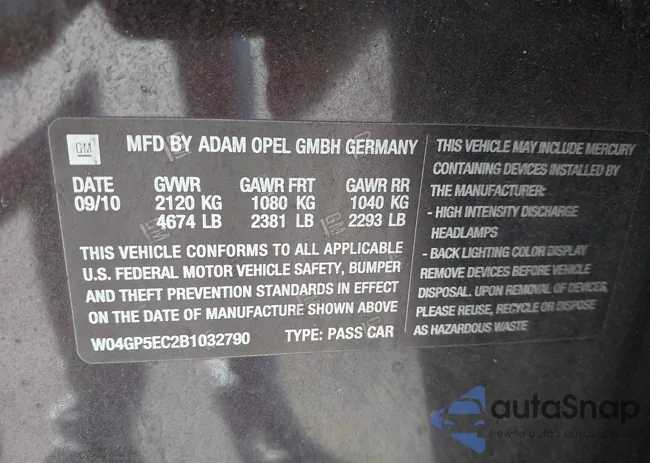 GM
MFD BY ADAM OPEL GMBH GERMANY
DATE GVWR GAWR FRT GAWR RR
09/10 2120 KG 1080 KG 1040 KG
4674 LB 2381 LB 2293 LB
THIS VEHICLE CONFORMS TO ALL APPLICABLE
U.S. FEDERAL MOTOR VEHICLE SAFETY, BUMPER
AND THEFT PREVENTION STANDARDS IN EFFECT
ON THE DATE OF MANUFACTURE SHOWN ABOVE
W04GP5EC2B1032790 TYPE: PASS CAR
THIS VEHICLE MAY INCLUDE MERCURY
CONTAINING DEVICES INSTALLED BY
THE MANUFACTURER:
- HIGH INTENSITY DISCHARGE
HEADLAMPS
- BACK LIGHTING COLOR DISPLAY
REMOVE DEVICES BEFORE VEHICLE
DISPOSAL. UPON REMOVAL OF DEVICES,
PLEASE REUSE, RECYCLE OR DISPOSE
AS HAZARDOUS WASTE
autoSnap
Pewne auta z